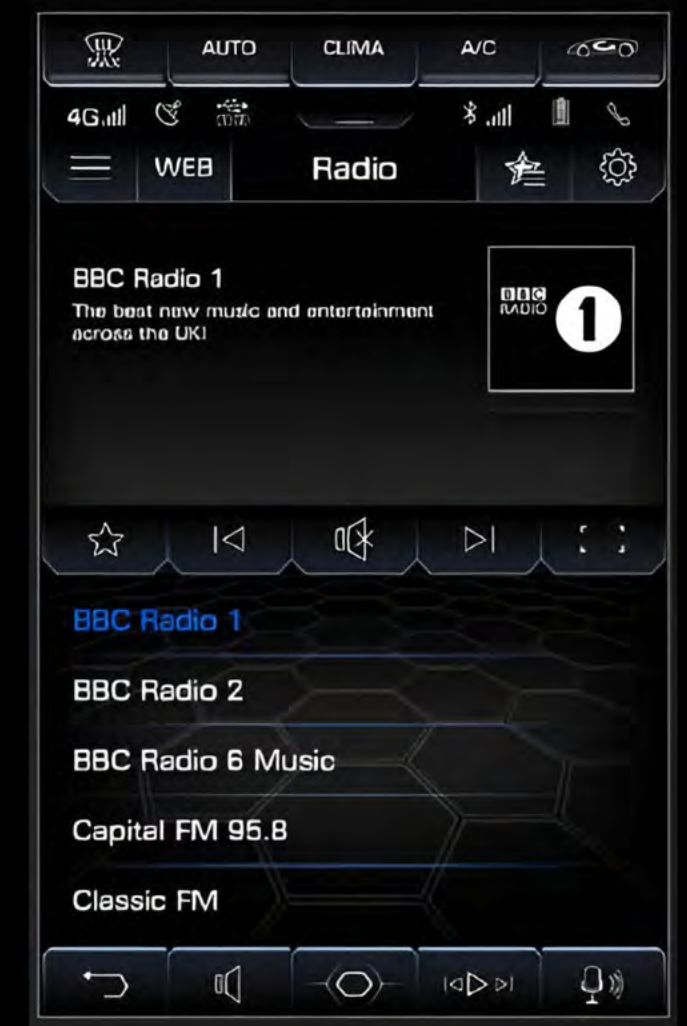 AUTO CLIMA A/C
4G
WEB Radio
BBC Radio 1
The best new music and entertainment
across the UK!
BBC
RADIO
1
BBC Radio 1
BBC Radio 2
BBC Radio 6 Music
Capital FM 95.8
Classic FM